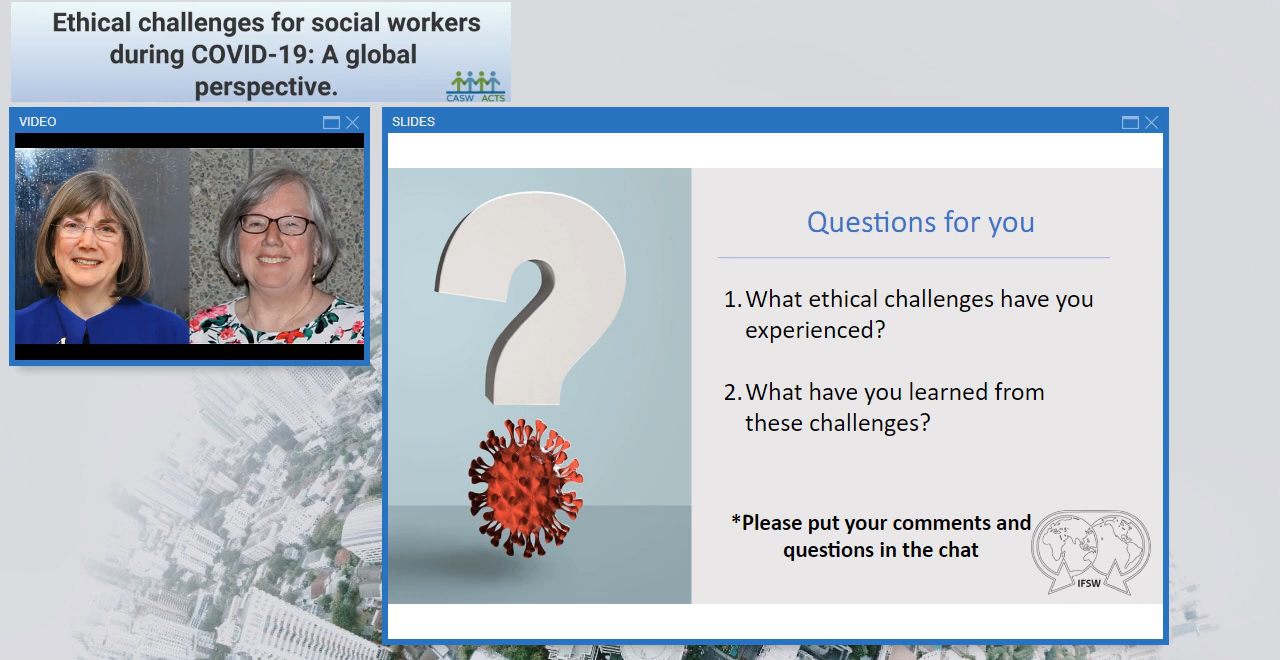 Ethical challenges for social workers
during COVID-19: A global
perspective.
CASW ACTS
VIDEO
SLIDES
Questions for you
1. What ethical challenges have you
experienced?
2. What have you learned from
these challenges?
*Please put your comments and
questions in the chat
IFSW